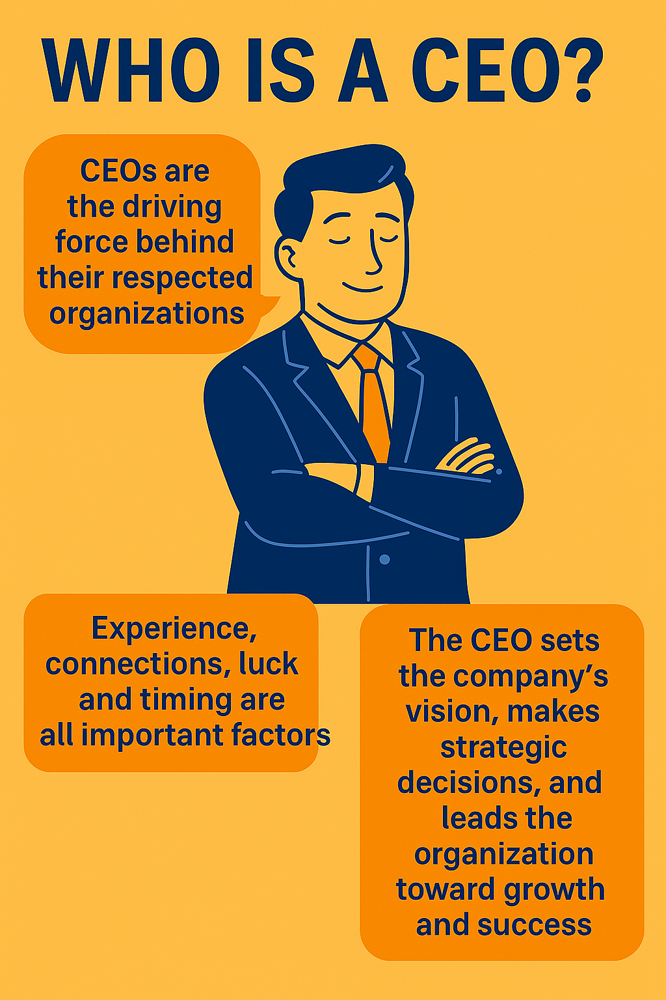 WHO IS A CEO?
CEOs are
the driving
force behind
their respected
organizations
Experience,
connections, luck
and timing are
all important factors
The CEO sets
the company’s
vision, makes
strategic
decisions, and
leads the
organization
toward growth
and success